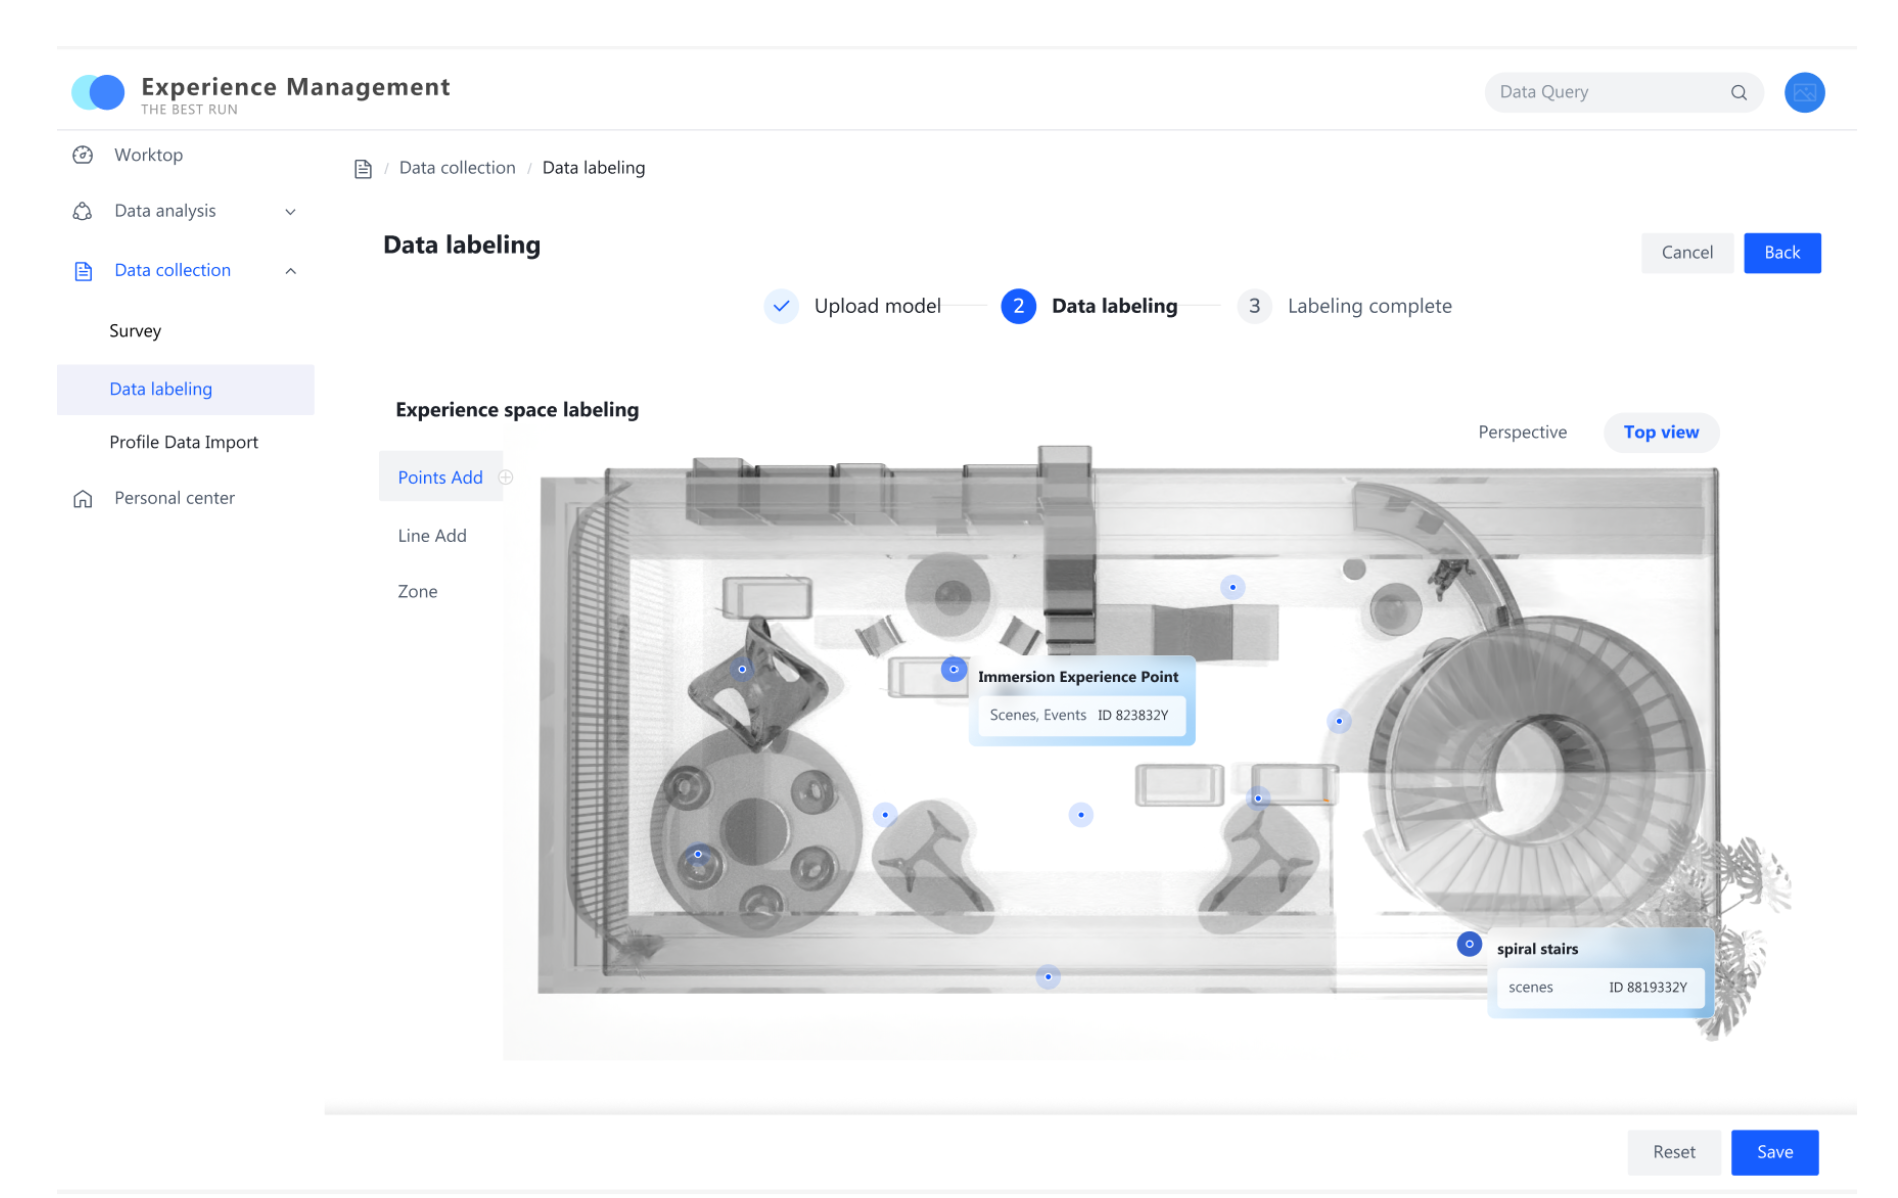 Experience Management
THE BEST RUN
Data Query
Worktop
Data analysis
Data collection
Survey
Data labeling
Profile Data Import
Personal center
/ Data collection / Data labeling
Data labeling
Cancel
Back
Upload model
2 Data labeling
3 Labeling complete
Experience space labeling
Perspective
Top view
Points Add
Line Add
Zone
Immersion Experience Point
Scenes, Events ID 823832Y
spiral stairs
scenes ID 8819332Y
Reset
Save